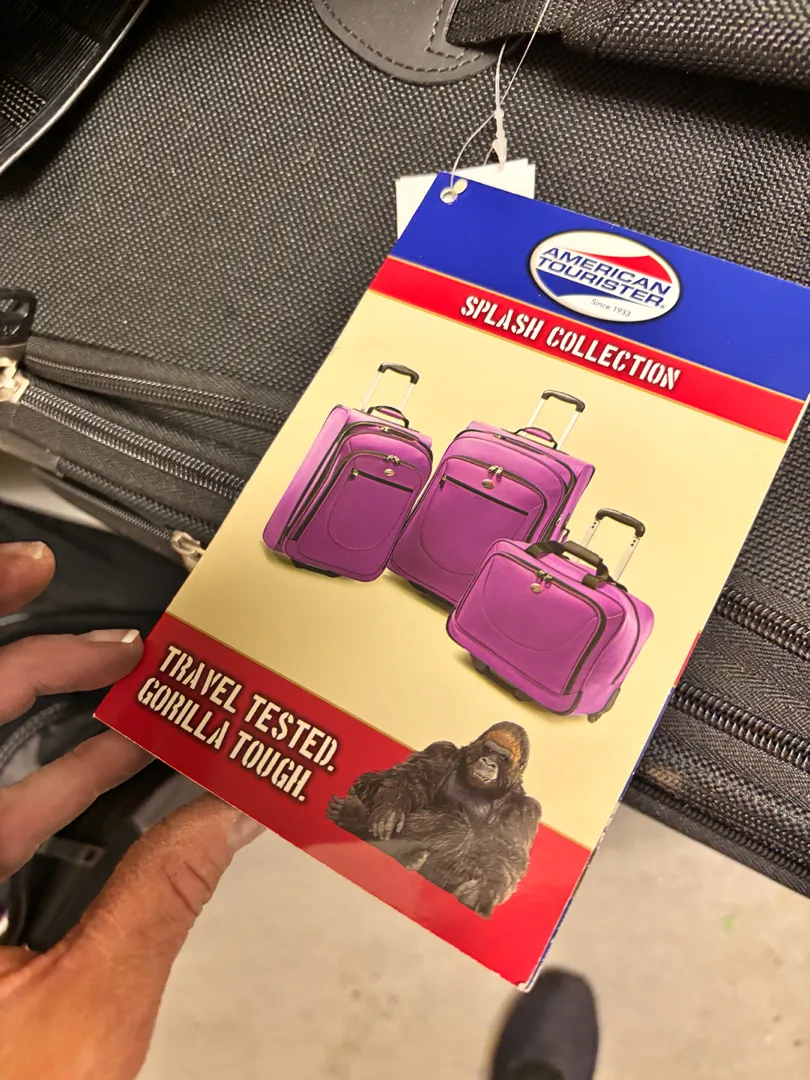 AMERICAN
TOURISTER®
Since 1933
SPLASH COLLECTION
TRAVEL TESTED.
GORILLA TOUGH.